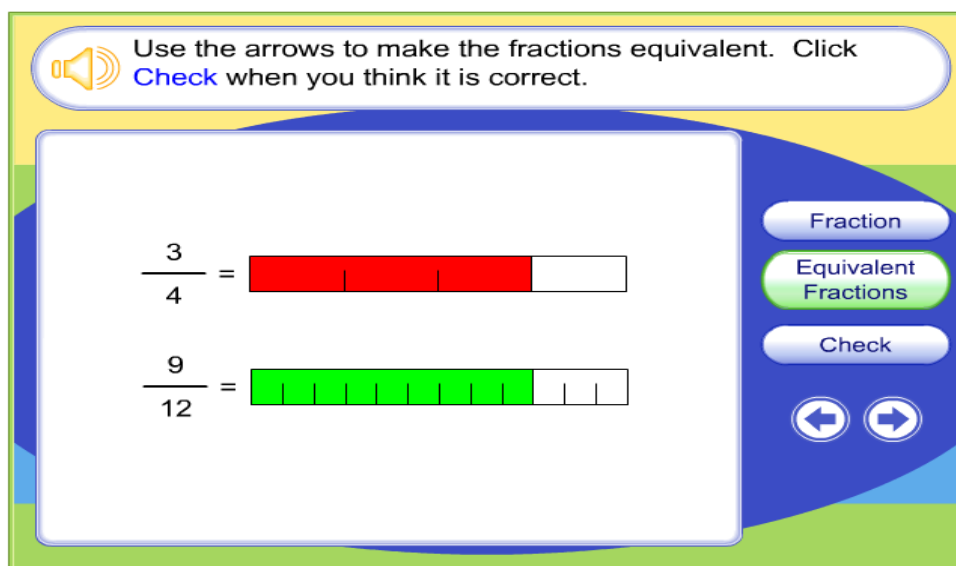 Use the arrows to make the fractions equivalent.  Click
Check when you think it is correct.
3
4
=
9
12
=
Fraction
Equivalent
Fractions
Check